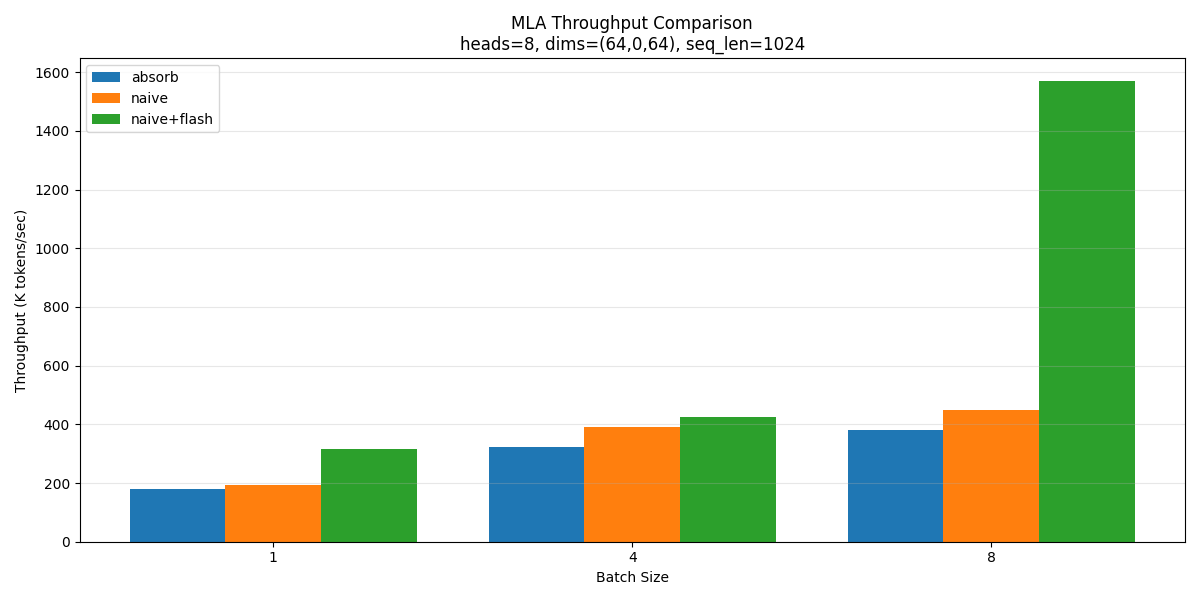 MLA Throughput Comparison
heads=8, dims=(64,0,64), seq_len=1024
absorb
naive
naive+flash
Throughput (K tokens/sec)
1600
1400
1200
1000
800
600
400
200
0
1
4
8
Batch Size